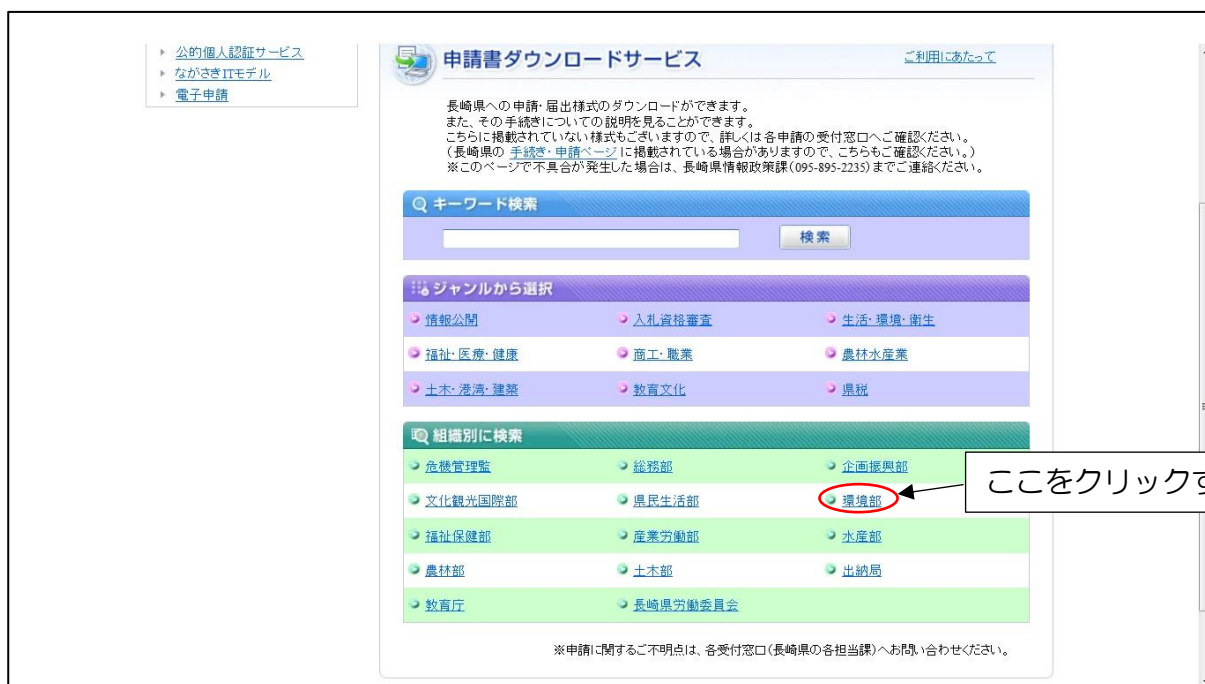 公的個人認証サービス
ながさきITモデル
電子申請
申請書ダウンロードサービス
ご利用にあたって
長崎県への申請・届出様式のダウンロードができます。
また、その手続きについての説明を見ることができます。
こちらに掲載されていない様式もございますので、詳しくは各申請の受付窓口へご確認ください。
（長崎県の 手続き・申請ページ に掲載されている場合がありますので、こちらもご確認ください。）
※このページで不具合が発生した場合は、長崎県情報政策課(095-895-2235)までご連絡ください。
キーワード検索
検索
ジャンルから選択
情報公開 入札資格審査 生活・環境・衛生
福祉・医療・健康 商工・職業 農林水産業
土木・港湾・建築 教育文化 県税
組織別に検索
危機管理監 総務部 企画振興部
文化観光国際部 県民生活部 環境部
ここをクリックす
福祉保健部 産業労働部 水産部
農林部 土木部 出納局
教育庁 長崎県労働委員会
※申請に関するご不明点は、各受付窓口(長崎県の各担当課)へお問い合わせください。